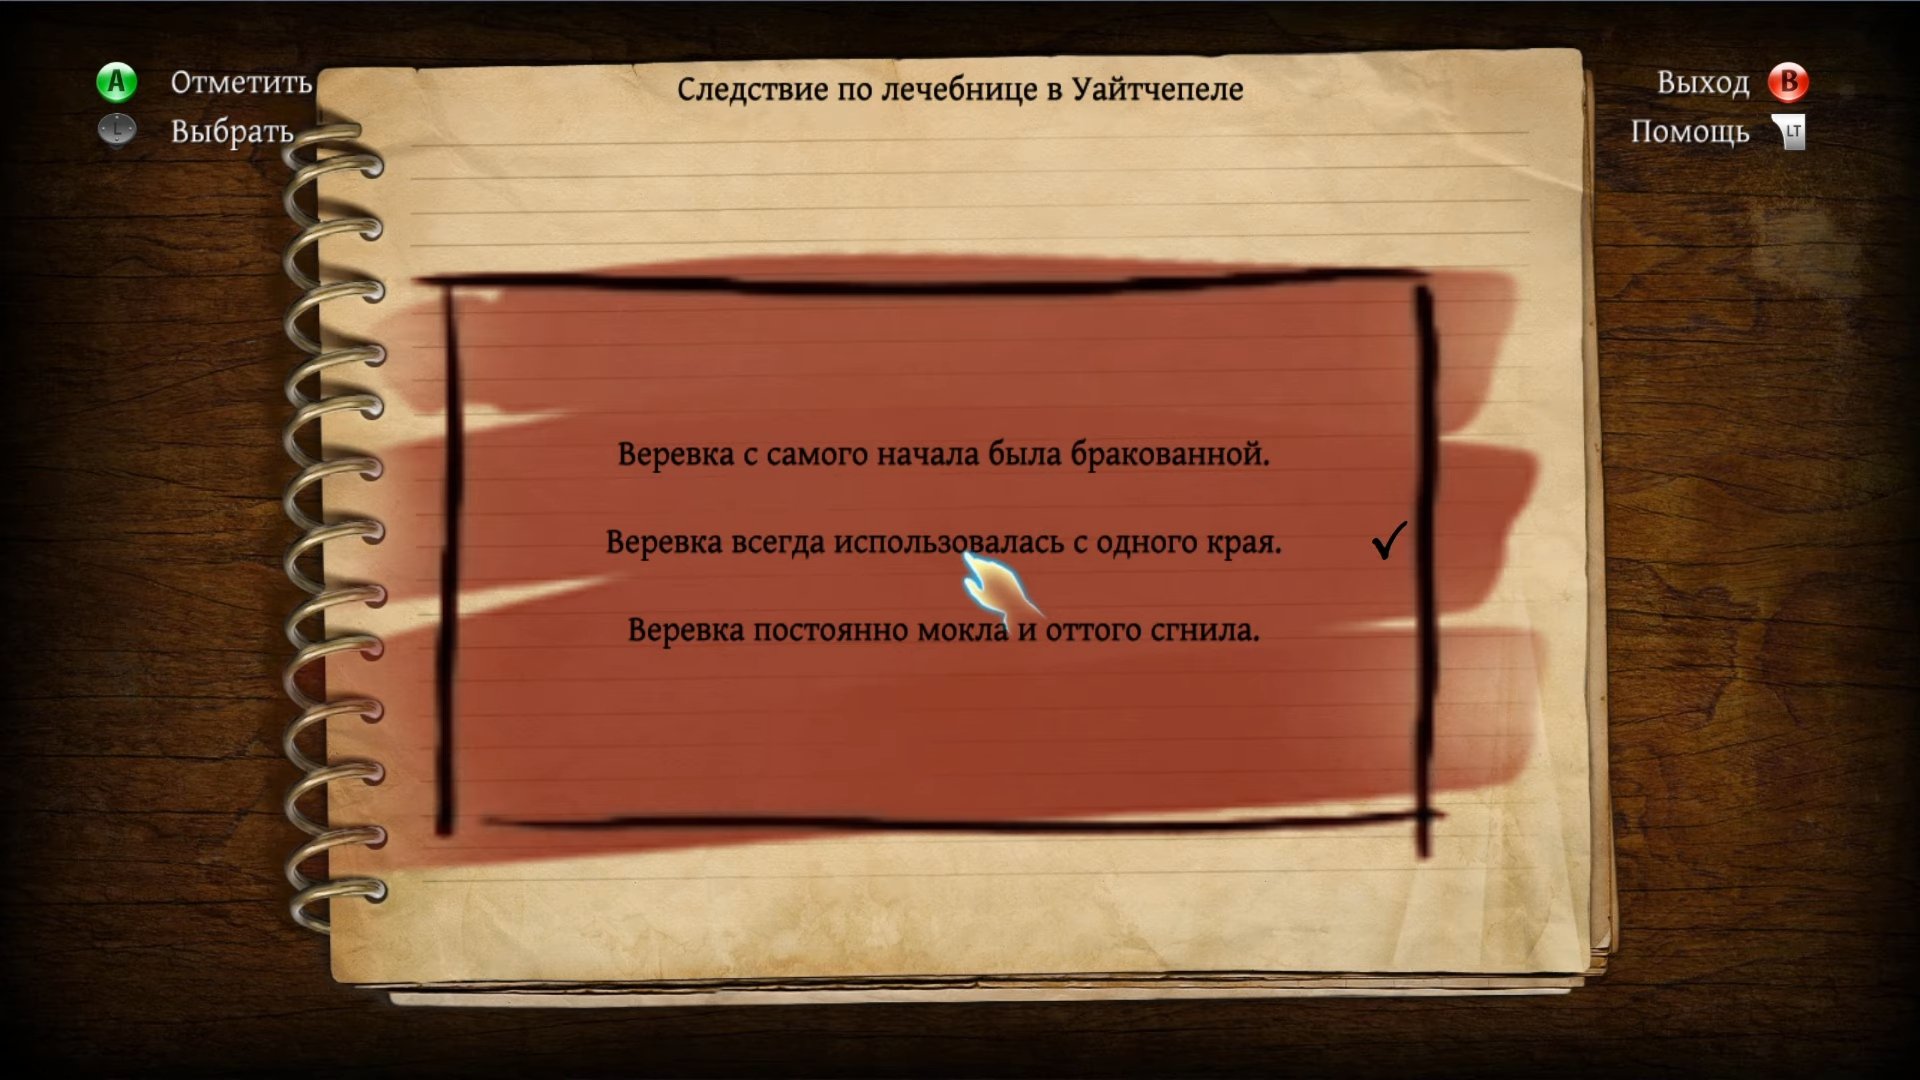 A Отметить
L Выбрать
Следствие по лечебнице в Уайтчепеле
Выход B
Помощь LT
Веревка с самого начала была бракованной.
Веревка всегда использовалась с одного края.
Веревка постоянно мокла и оттого сгнила.